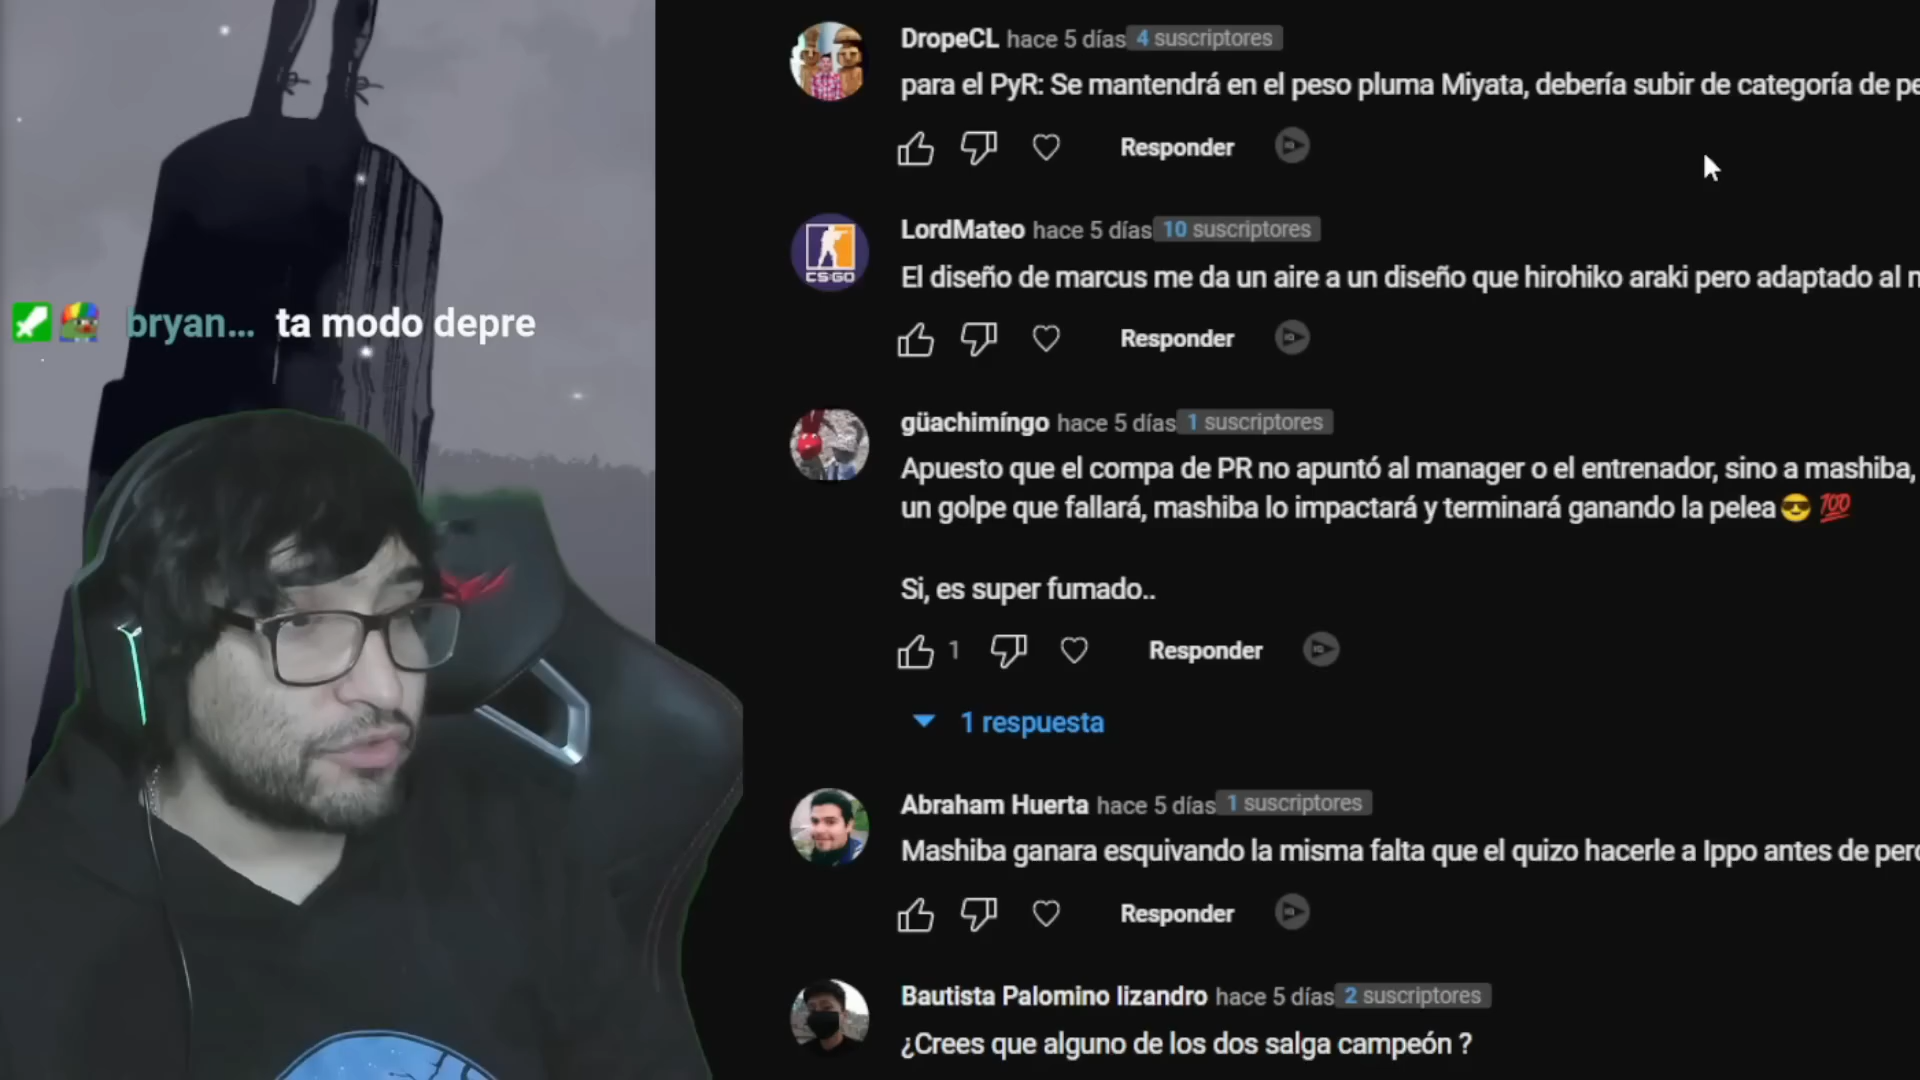 DropeCL hace 5 días 4 suscriptores
para el PyR: Se mantendrá en el peso pluma Miyata, debería subir de categoría de
Responder
LordMateo hace 5 días 10 suscriptores
CS:GO
El diseño de marcus me da un aire a un diseño que hirohiko araki pero adaptado al
Responder
bryan... ta modo depre
güachimíngo hace 5 días 1 suscriptores
Apuesto que el compa de PR no apuntó al manager o el entrenador, sino a mashiba,
un golpe que fallará, mashiba lo impactará y terminará ganando la pelea😎 💯
Si, es super fumado..
1 Responder
1 respuesta
Abraham Huerta hace 5 días 1 suscriptores
Mashiba ganara esquivando la misma falta que el quizo hacerle a Ippo antes de
Responder
Bautista Palomino lizandro hace 5 días 2 suscriptores
¿Crees que alguno de los dos salga campeón ?